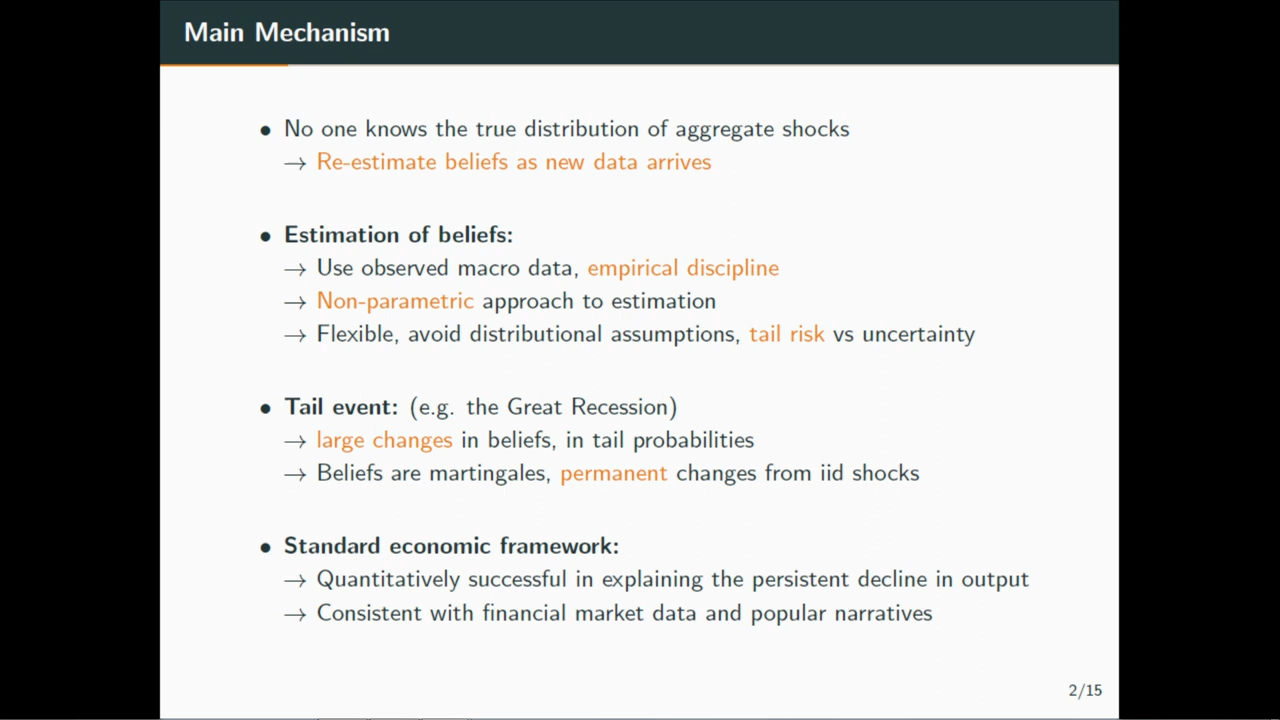 Main Mechanism
• No one knows the true distribution of aggregate shocks
→ Re-estimate beliefs as new data arrives
• Estimation of beliefs:
→ Use observed macro data, empirical discipline
→ Non-parametric approach to estimation
→ Flexible, avoid distributional assumptions, tail risk vs uncertainty
• Tail event: (e.g. the Great Recession)
→ large changes in beliefs, in tail probabilities
→ Beliefs are martingales, permanent changes from iid shocks
• Standard economic framework:
→ Quantitatively successful in explaining the persistent decline in output
→ Consistent with financial market data and popular narratives
2/15